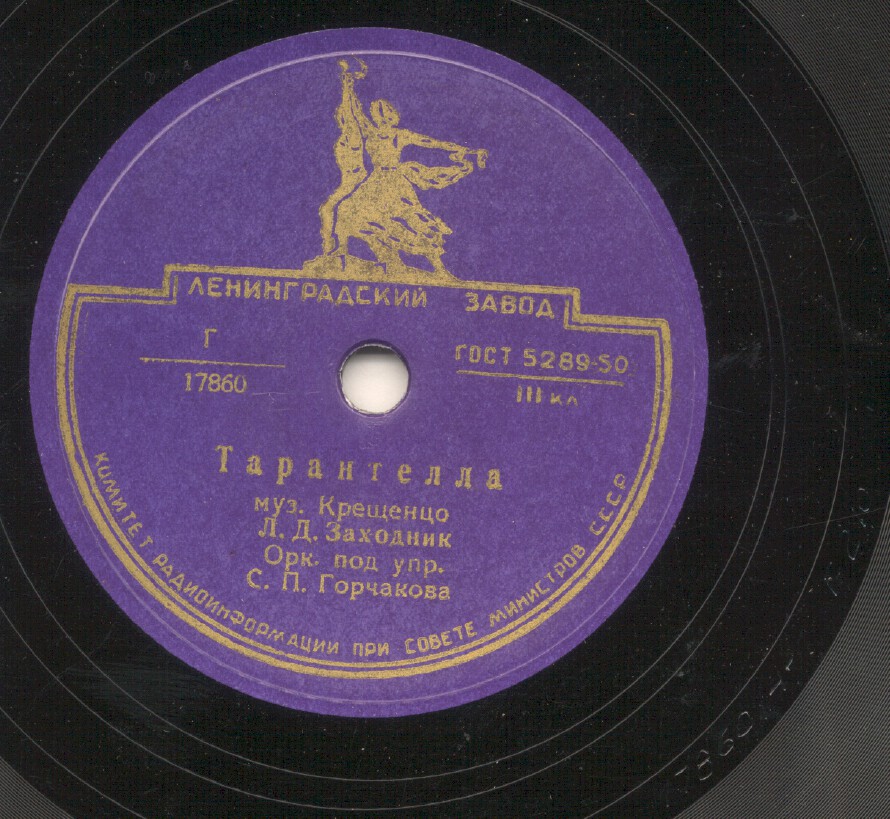 ЛЕНИНГРАДСКИЙ ЗАВОД
Г
17860
ГОСТ 5289-50
III кл
Тарантелла
муз. Крещенцо
Л. Д. Заходник
Орк. под упр.
С. П. Горчакова
КОМИТЕТ РАДИОИНФОРМАЦИИ ПРИ СОВЕТЕ МИНИСТРОВ СССР